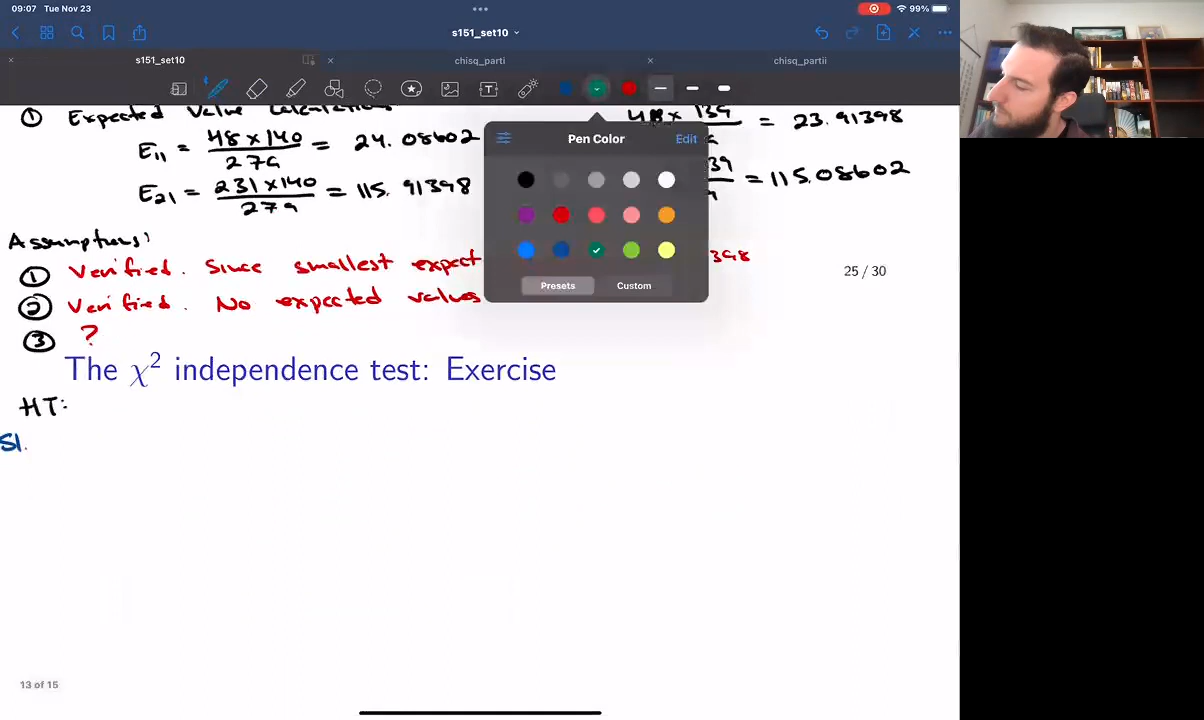 09:07 Tue Nov 23
99%
s151_set10
s151_set10
chisq_parti
chisq_partii
① Expected Value Calculations
E11 = 48 x 140 / 279 = 24.08602
48 x 139 = 23.91398
E21 = 231 x 140 / 279 = 115.91398
39 = 115.08602
Pen Color
Edit
Presets
Custom
Assumptions:
① Verified. Since smallest expect
398
② Verified. No expected values
③ ?
25 / 30
The χ² independence test: Exercise
HT:
S1.
13 of 15